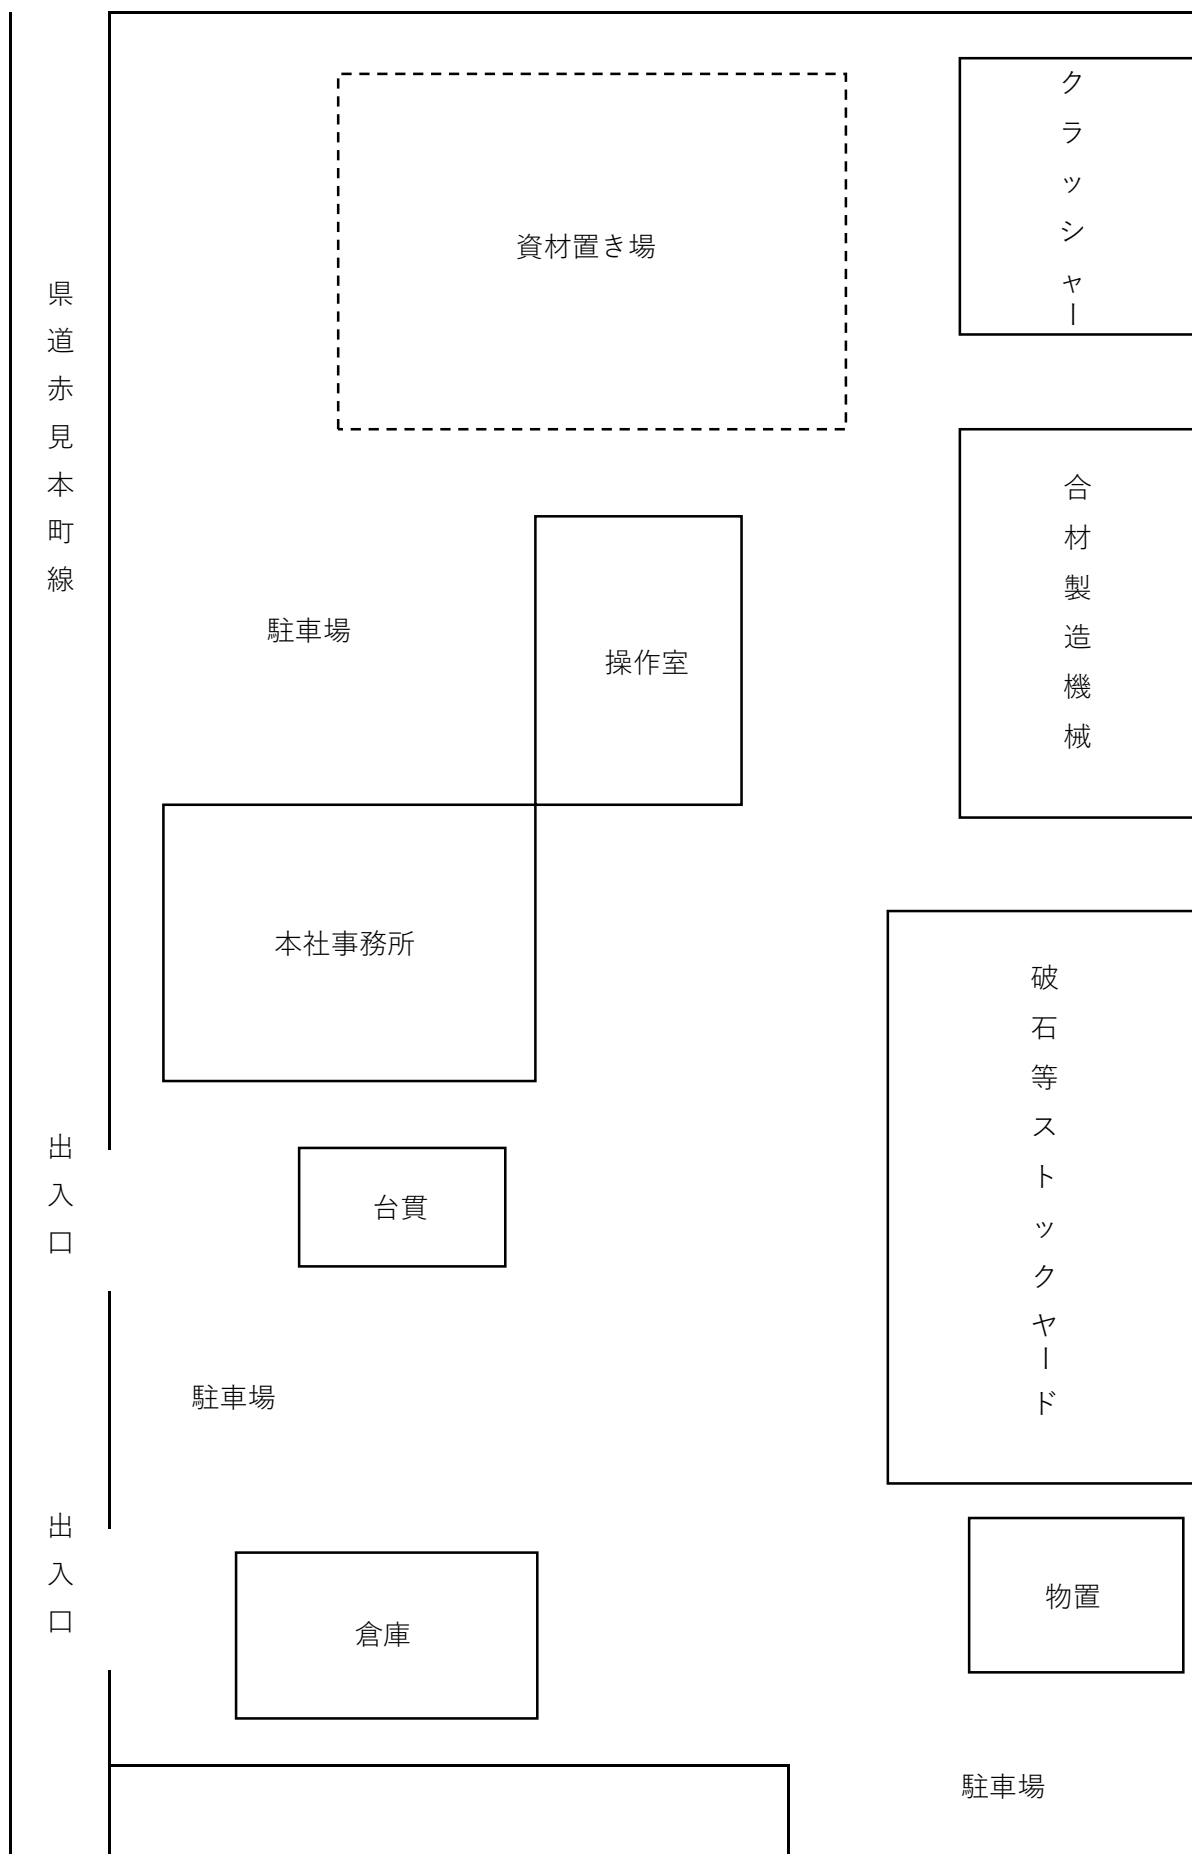 クラッシャー
資材置き場
県道赤見本町線
合材製造機械
駐車場
操作室
本社事務所
破石等ストックヤード
出入口
台貫
駐車場
出入口
物置
倉庫
駐車場